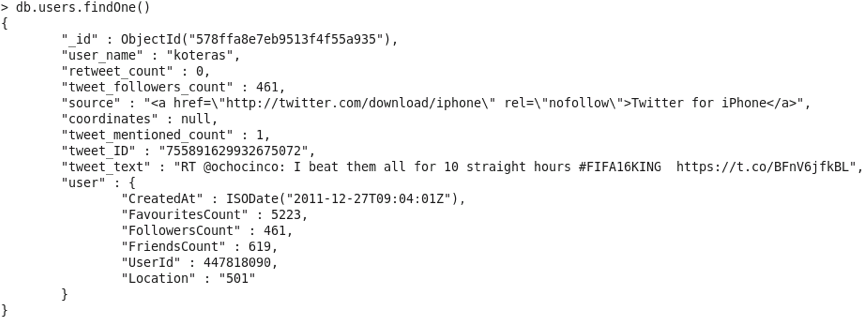 > db.users.findOne()
{
        "_id" : ObjectId("578ffa8e7eb9513f4f55a935"),
        "user_name" : "koteras",
        "retweet_count" : 0,
        "tweet_followers_count" : 461,
        "source" : "<a href=\"http://twitter.com/download/iphone\" rel=\"nofollow\">Twitter for iPhone</a>",
        "coordinates" : null,
        "tweet_mentioned_count" : 1,
        "tweet_ID" : "755891629932675072",
        "tweet_text" : "RT @ochocinco: I beat them all for 10 straight hours #FIFA16KING  https://t.co/BFnV6jfkBL",
        "user" : {
                "CreatedAt" : ISODate("2011-12-27T09:04:01Z"),
                "FavouritesCount" : 5223,
                "FollowersCount" : 461,
                "FriendsCount" : 619,
                "UserId" : 447818090,
                "Location" : "501"
        }
}